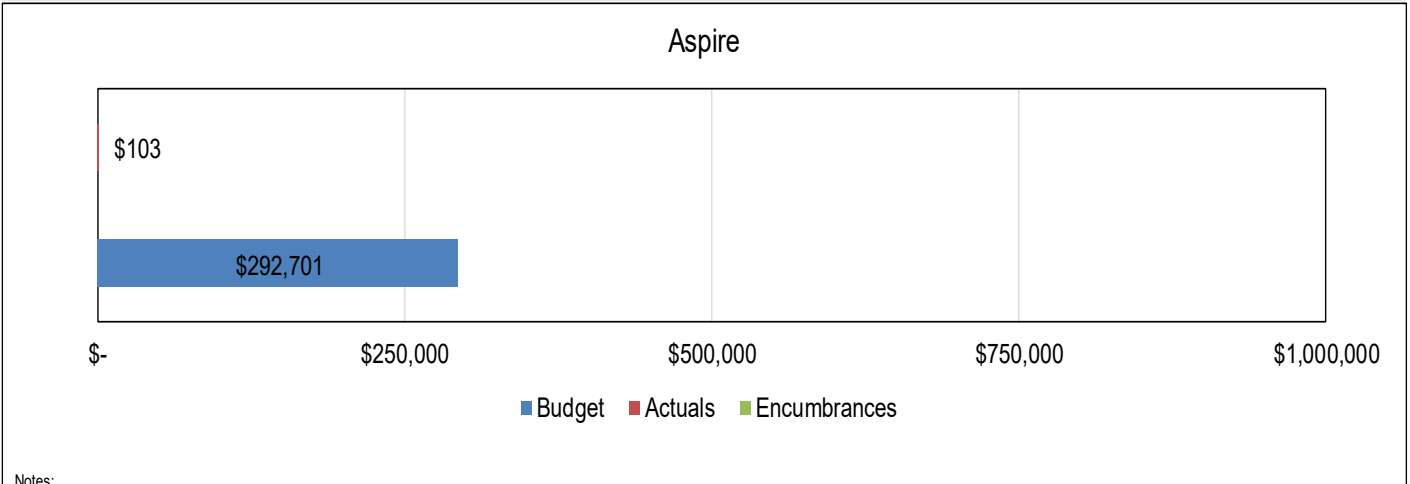 Aspire
$103
$292,701
$- $250,000 $500,000 $750,000 $1,000,000
Budget Actuals Encumbrances
Notes: